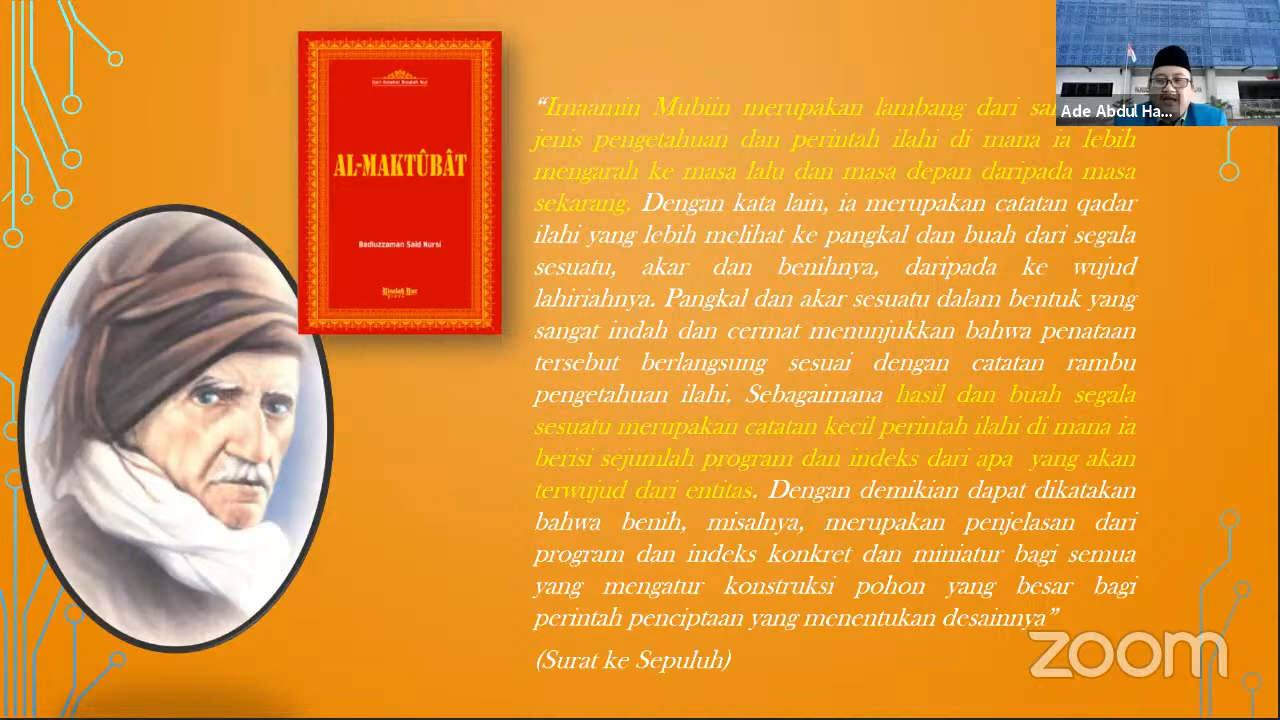 Dari Koleksi Risalah Nur
AL-MAKTÛBÂT
Badiuzzaman Said Nursi
Risalah Nur
press
“Imaamin Mubiin merupakan lambang dari
jenis pengetahuan dan perintah ilahi di mana ia lebih
mengarah ke masa lalu dan masa depan daripada masa
sekarang. Dengan kata lain, ia merupakan catatan qadar
ilahi yang lebih melihat ke pangkal dan buah dari segala
sesuatu, akar dan benihnya, daripada ke wujud
lahiriahnya. Pangkal dan akar sesuatu dalam bentuk yang
sangat indah dan cermat menunjukkan bahwa penataan
tersebut berlangsung sesuai dengan catatan rambu
pengetahuan ilahi. Sebagaimana hasil dan buah segala
sesuatu merupakan catatan kecil perintah ilahi di mana ia
berisi sejumlah program dan indeks dari apa yang akan
terwujud dari entitas. Dengan demikian dapat dikatakan
bahwa benih, misalnya, merupakan penjelasan dari
program dan indeks konkret dan miniatur bagi semua
yang mengatur konstruksi pohon yang besar bagi
perintah penciptaan yang menentukan desainnya”
(Surat ke Sepuluh)
Ade Abdul Ha...
zoom